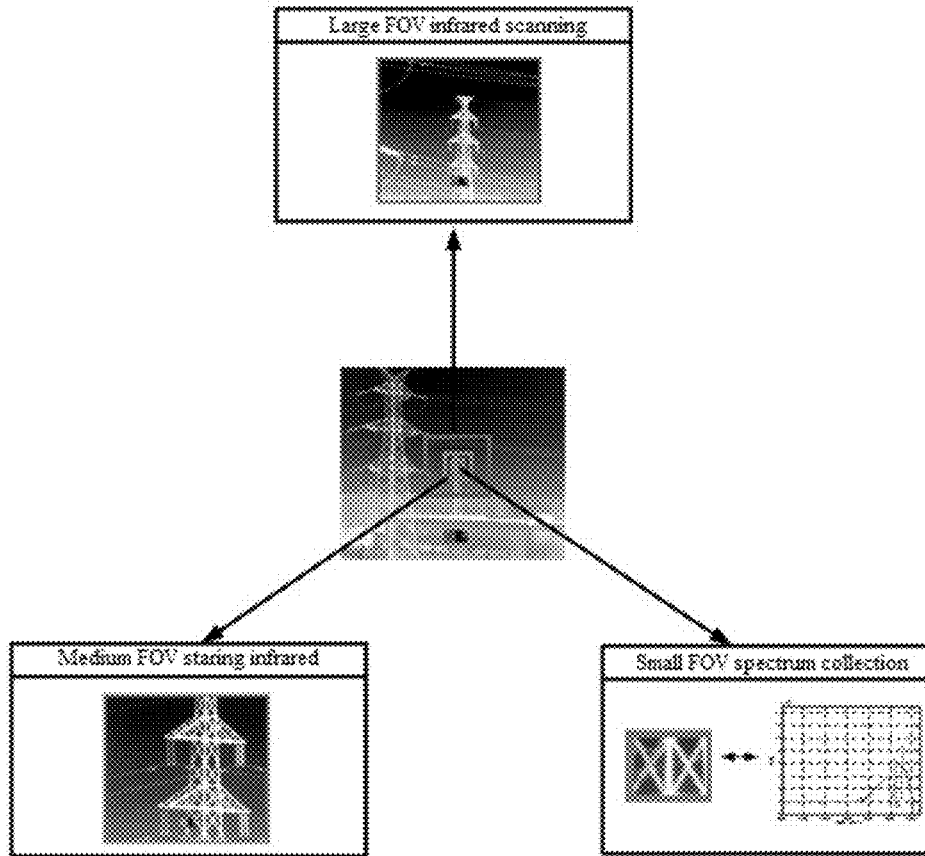 Large FOV infrared scanning
Medium FOV staring infrared
Small FOV spectrum collection